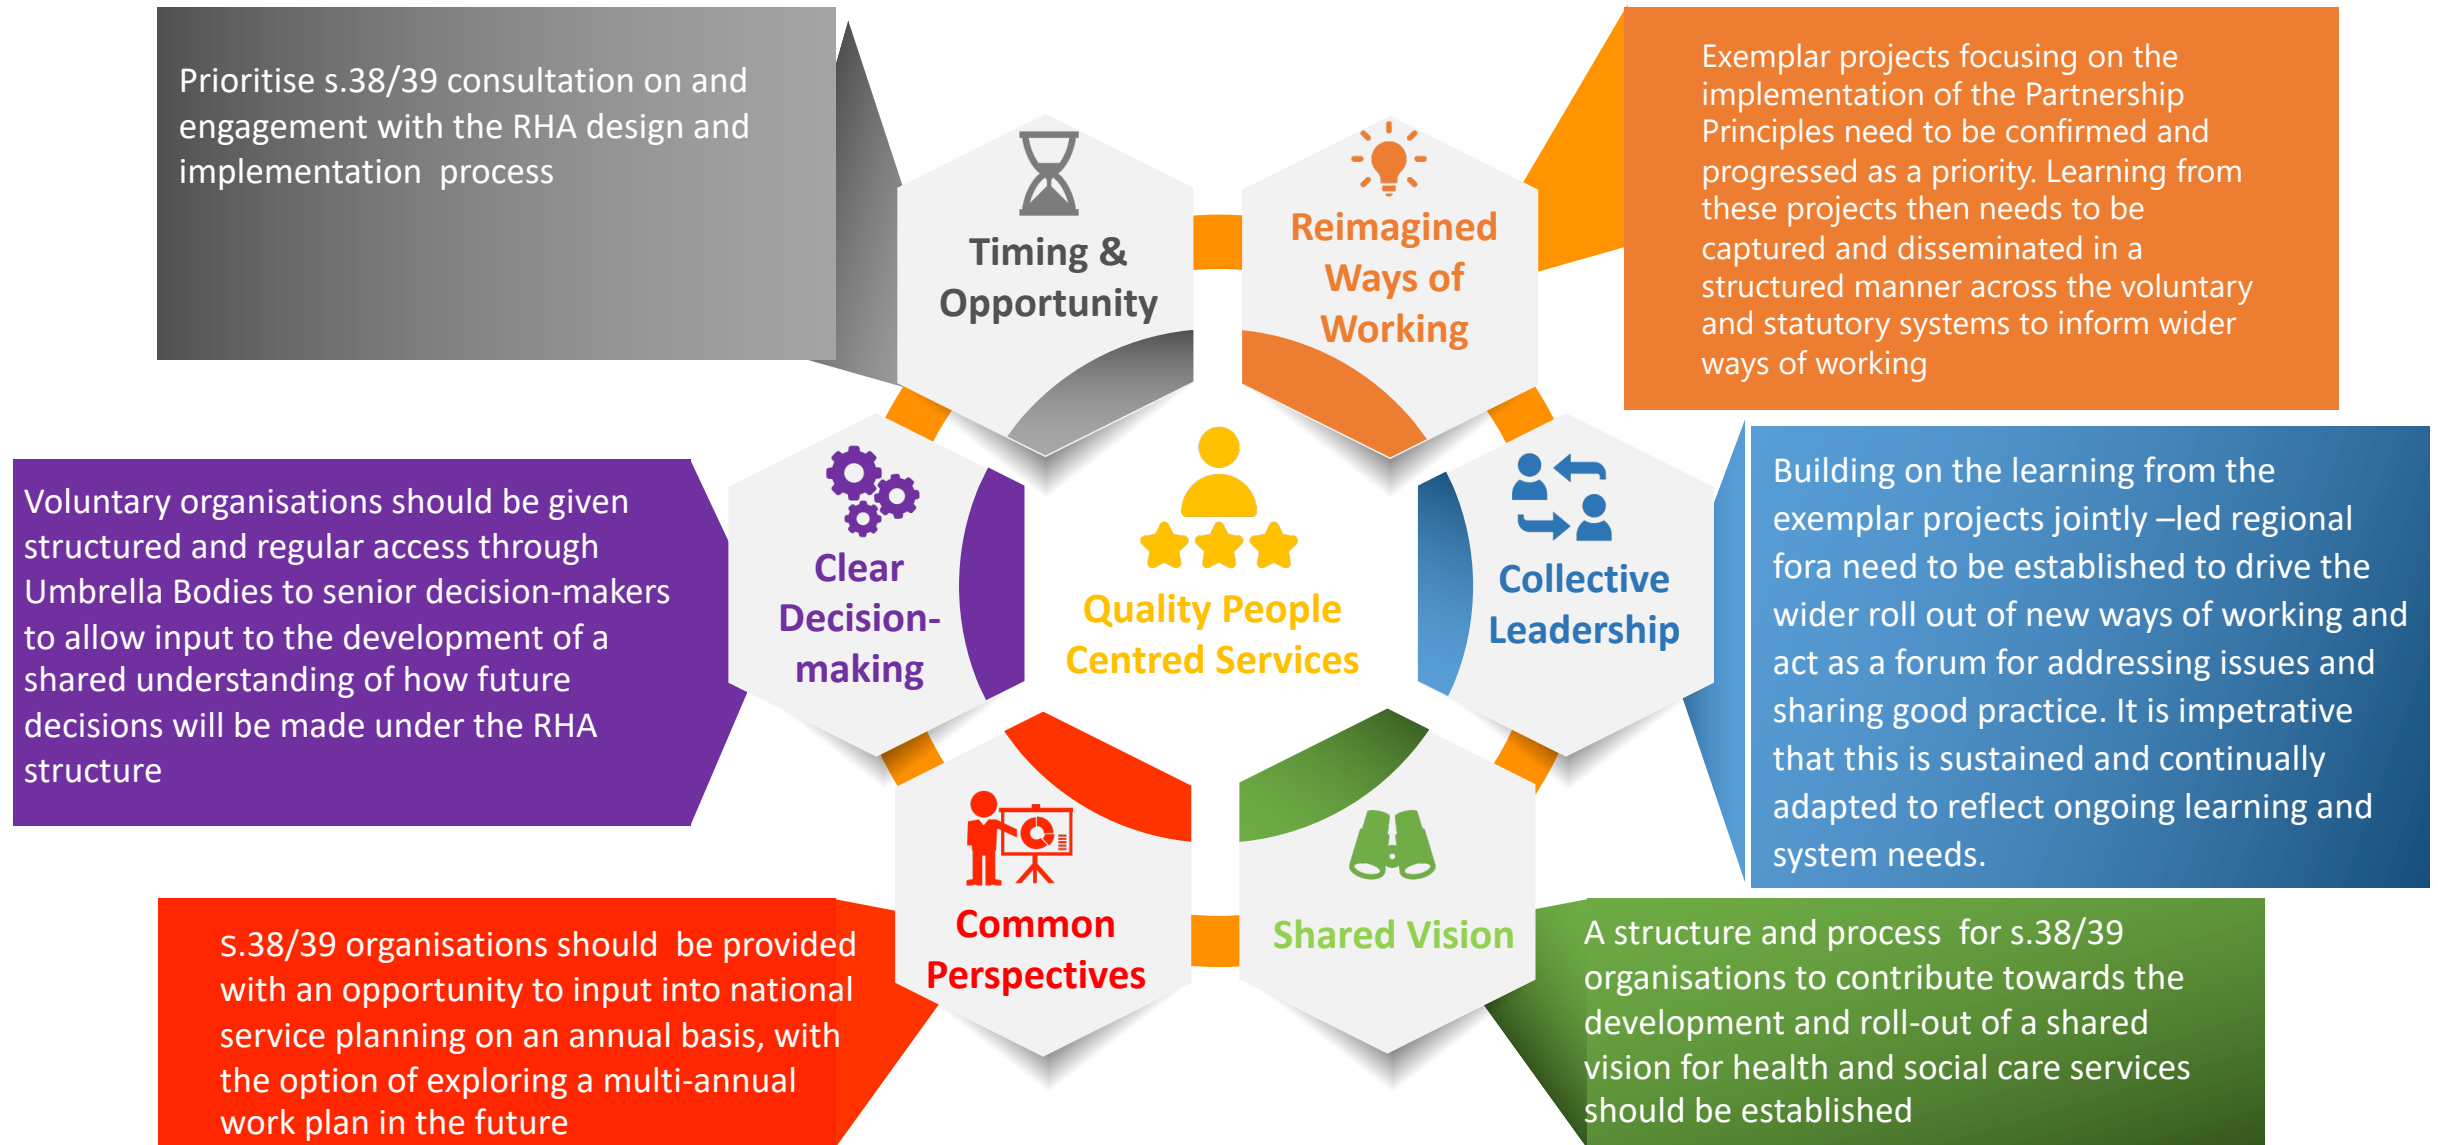 Prioritise s.38/39 consultation on and
engagement with the RHA design and
implementation process
Timing &
Opportunity
Reimagined
Ways of
Working
Exemplar projects focusing on the
implementation of the Partnership
Principles need to be confirmed and
progressed as a priority. Learning from
these projects then needs to be
captured and disseminated in a
structured manner across the voluntary
and statutory systems to inform wider
ways of working
Voluntary organisations should be given
structured and regular access through
Umbrella Bodies to senior decision-makers
to allow input to the development of a
shared understanding of how future
decisions will be made under the RHA
structure
Clear
Decision-
making
Quality People
Centred Services
Collective
Leadership
Building on the learning from the
exemplar projects jointly –led regional
fora need to be established to drive the
wider roll out of new ways of working and
act as a forum for addressing issues and
sharing good practice. It is impetrative
that this is sustained and continually
adapted to reflect ongoing learning and
system needs.
S.38/39 organisations should be provided
with an opportunity to input into national
service planning on an annual basis, with
the option of exploring a multi-annual
work plan in the future
Common
Perspectives
Shared Vision
A structure and process for s.38/39
organisations to contribute towards the
development and roll-out of a shared
vision for health and social care services
should be established